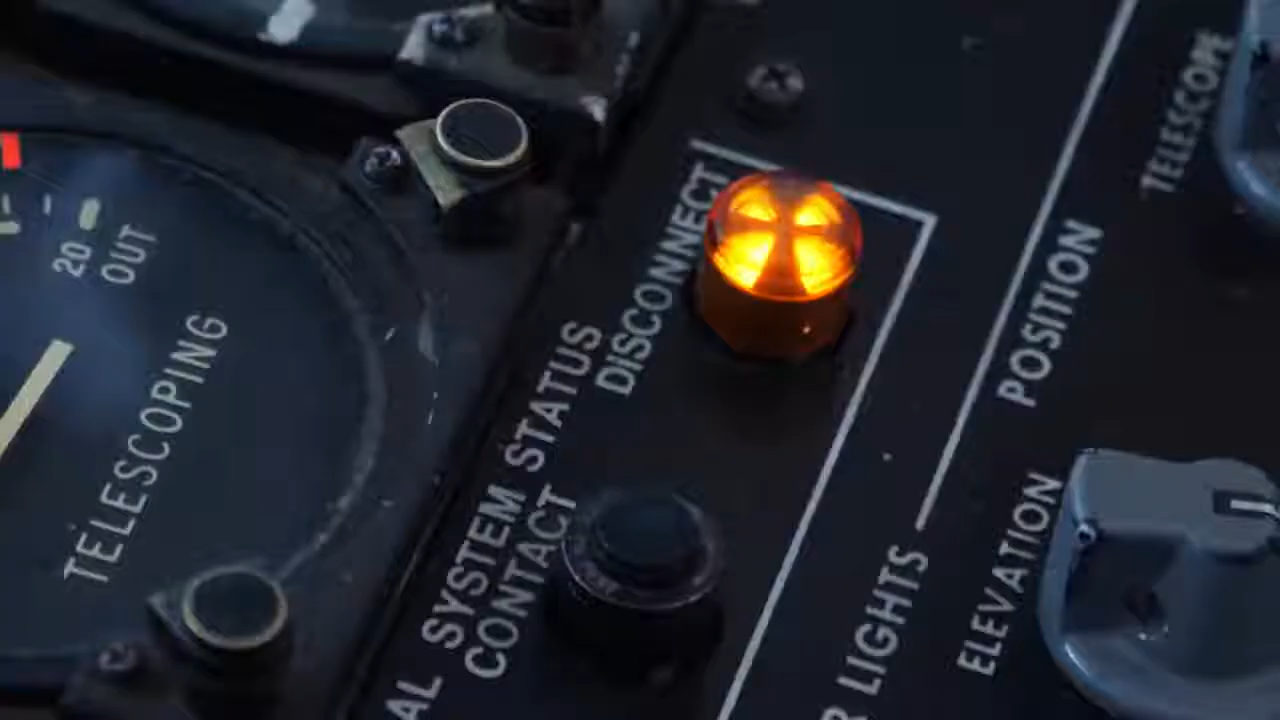 20
OUT
TELESCOPING
SYSTEM STATUS
CONTACT
DISCONNECT
LIGHTS
POSITION
ELEVATION
TELESCOPE